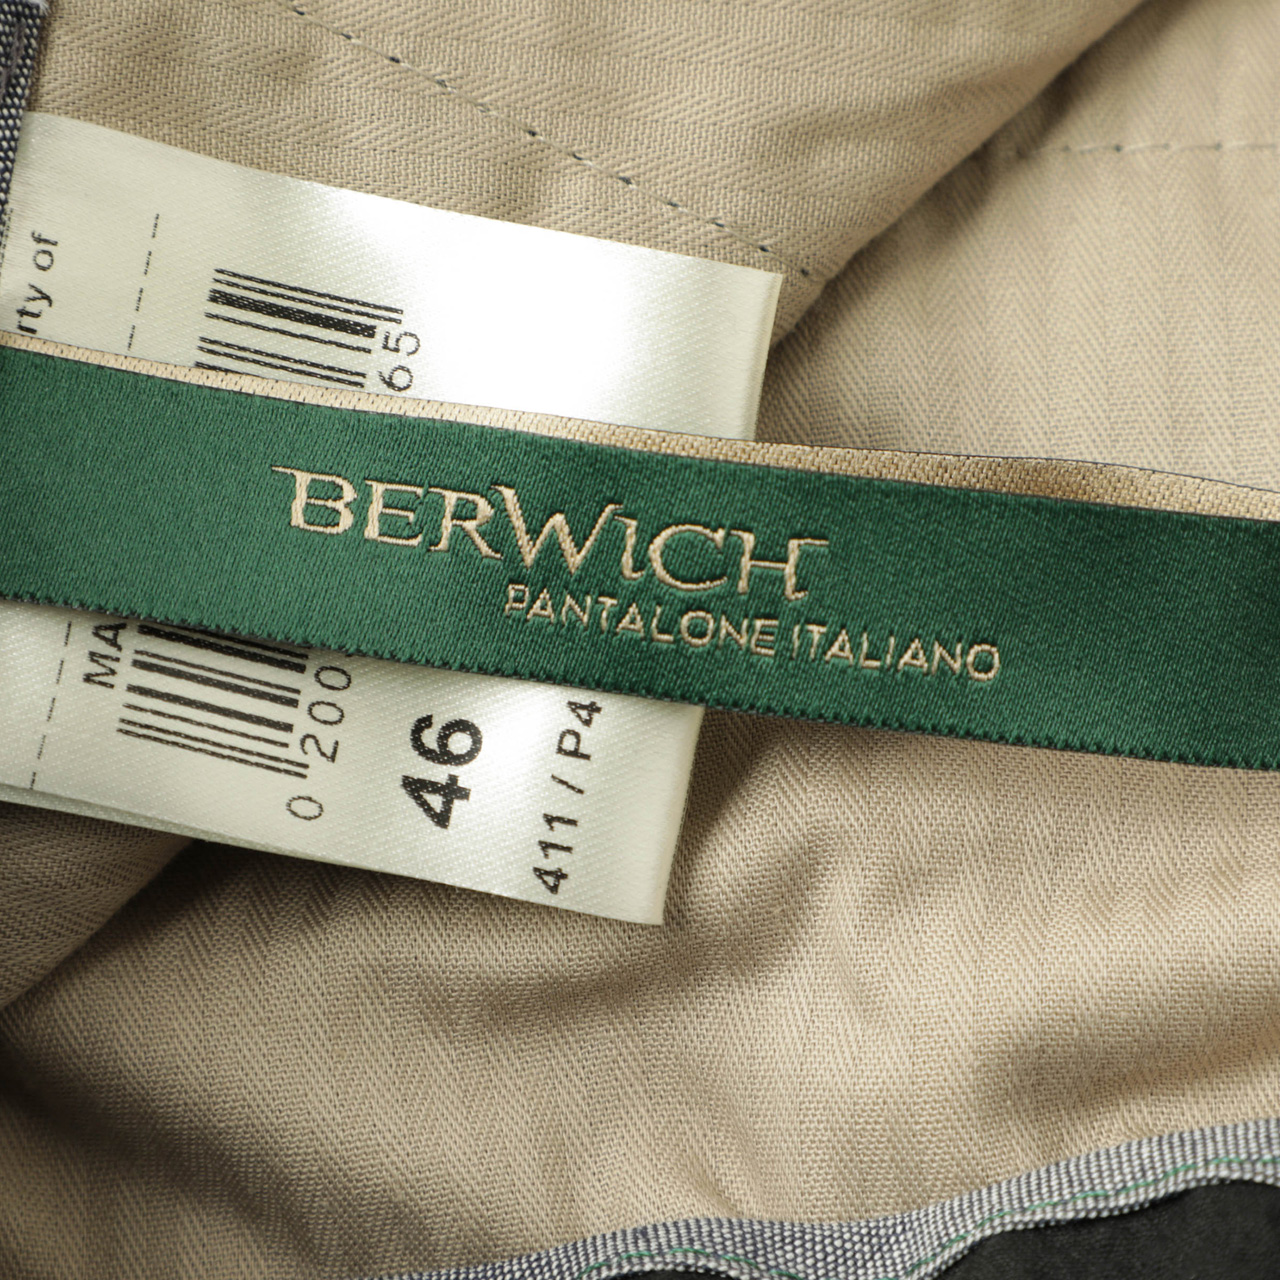 BERWICH
PANTALONE ITALIANO
rty of
65
MA
0 200
46
411 / P4